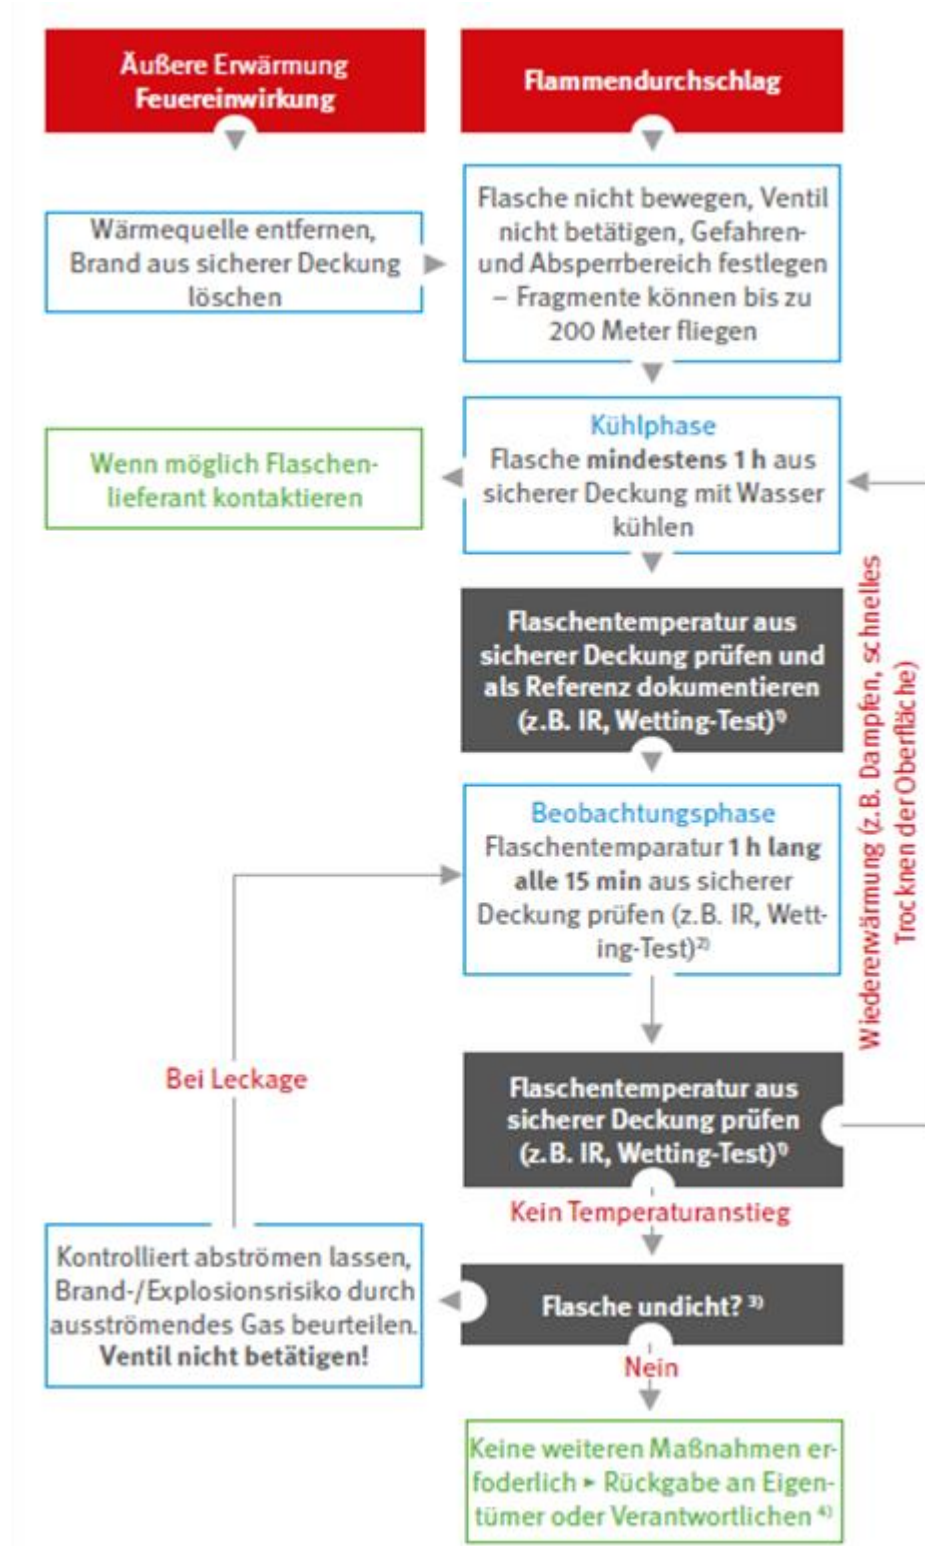 Äußere Erwärmung
Feuereinwirkung
Flammendurchschlag
Wärmequelle entfernen,
Brand aus sicherer Deckung
löschen
Flasche nicht bewegen, Ventil
nicht betätigen, Gefahren-
und Absperrbereich festlegen
– Fragmente können bis zu
200 Meter fliegen
Kühlphase
Flasche mindestens 1 h aus
sicherer Deckung mit Wasser
kühlen
Wenn möglich Flaschen-
lieferant kontaktieren
Flaschentemperatur aus
sicherer Deckung prüfen und
als Referenz dokumentieren
(z.B. IR, Wetting-Test)¹⁾
Beobachtungsphase
Flaschentemparatur 1 h lang
alle 15 min aus sicherer
Deckung prüfen (z.B. IR, Wett-
ing-Test)²⁾
Wiedererwärmung (z.B. Dampfen, schnelles
Trocknen der Oberfläche)
Bei Leckage
Flaschentemperatur aus
sicherer Deckung prüfen
(z.B. IR, Wetting-Test)¹⁾
Kein Temperaturanstieg
Kontrolliert abströmen lassen,
Brand-/Explosionsrisiko durch
ausströmendes Gas beurteilen.
Ventil nicht betätigen!
Flasche undicht? ³⁾
Nein
Keine weiteren Maßnahmen er-
foderlich ► Rückgabe an Eigen-
tümer oder Verantwortlichen ⁴⁾